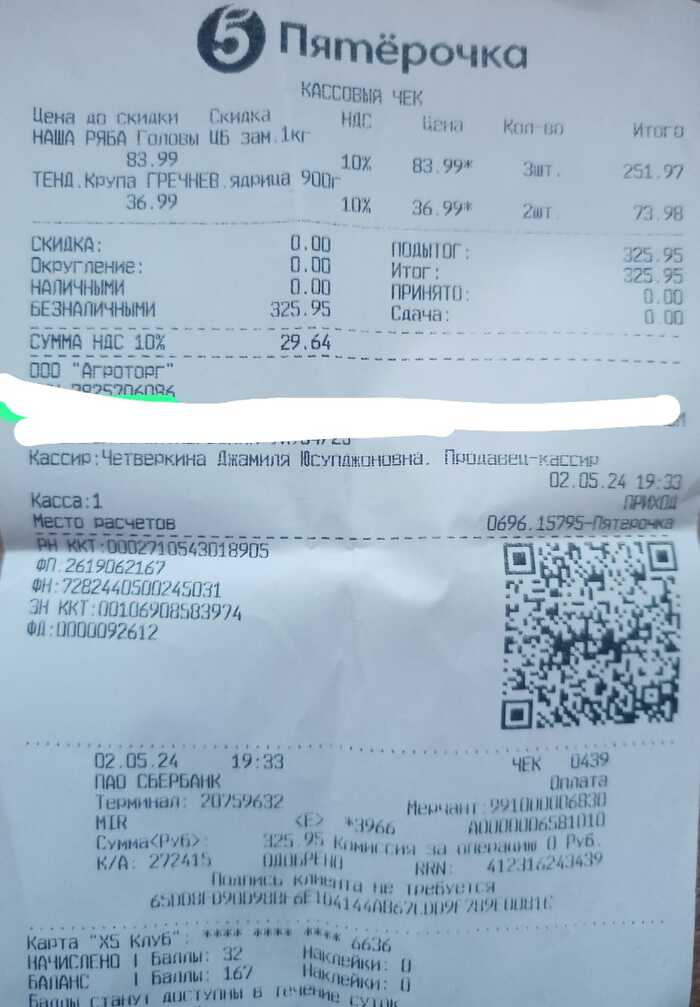 5 Пятёрочка
КАССОВЫЙ ЧЕК
Цена до скидки Скидка НДС Цена Кол-во Итого
НАША РЯБА Головы ЦБ зам.1кг
83.99 10% 83.99* 3шт. 251.97
ТЕНД.Крупа ГРЕЧНЕВ.ядрица 900г
36.99 10% 36.99* 2шт. 73.98
СКИДКА: 0.00 ПОДЫТОГ: 325.95
Округление: 0.00 Итог: 325.95
НАЛИЧНЫМИ 0.00 ПРИНЯТО: 0.00
БЕЗНАЛИЧНЫМИ 325.95 Сдача: 0.00
СУММА НДС 10% 29.64
ООО "Агроторг"
7825706086
Кассир:Четверкина Джамиля Юсупджоновна. Продавец-кассир
02.05.24 19:33
Касса:1 ПРИХОД
Место расчетов 0696.15795-Пятерочка
РН ККТ:0002710543018905
ФП:2619062167
ФН:7282440500245031
ЗН ККТ:00106908583974
ФД:0000092612
02.05.24 19:33 ЧЕК 0439
ПАО СБЕРБАНК Оплата
Терминал: 20759632 Мерчант:991000006830
MIR <E> *3966 A0000006581010
Сумма<Руб>: 325.95 Комиссия за операцию 0 Руб.
К/А: 272415 ОДОБРЕНО RRN: 412316243439
Подпись клиента не требуется
Карта "X5 Клуб": **** **** **** 6636
НАЧИСЛЕНО | Баллы: 32 Наклейки: 0
БАЛАНС | Баллы: 167 Наклейки: 0
Баллы станут доступны в течение суток